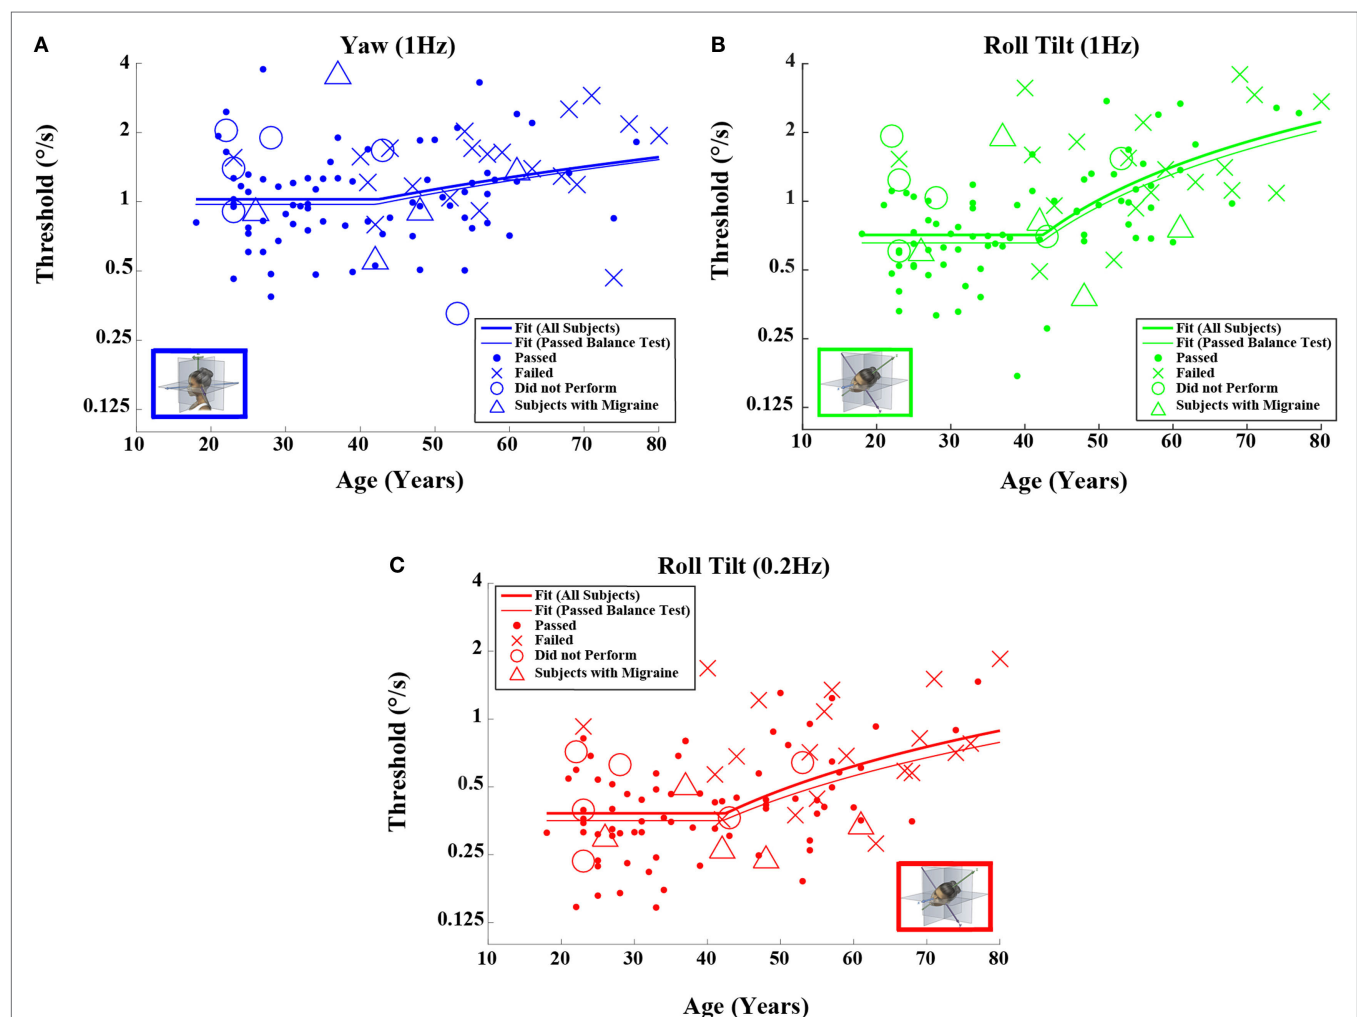 A
Yaw (1Hz)
4
2
1
0.5
0.25
0.125
Threshold (°/s)
Fit (All Subjects)
Fit (Passed Balance Test)
Passed
Failed
Did not Perform
Subjects with Migraine
10 20 30 40 50 60 70 80
Age (Years)
B
Roll Tilt (1Hz)
4
2
1
0.5
0.25
0.125
Threshold (°/s)
Fit (All Subjects)
Fit (Passed Balance Test)
Passed
Failed
Did not Perform
Subjects with Migraine
10 20 30 40 50 60 70 80
Age (Years)
C
Roll Tilt (0.2Hz)
4
2
1
0.5
0.25
0.125
Threshold (°/s)
Fit (All Subjects)
Fit (Passed Balance Test)
Passed
Failed
Did not Perform
Subjects with Migraine
10 20 30 40 50 60 70 80
Age (Years)